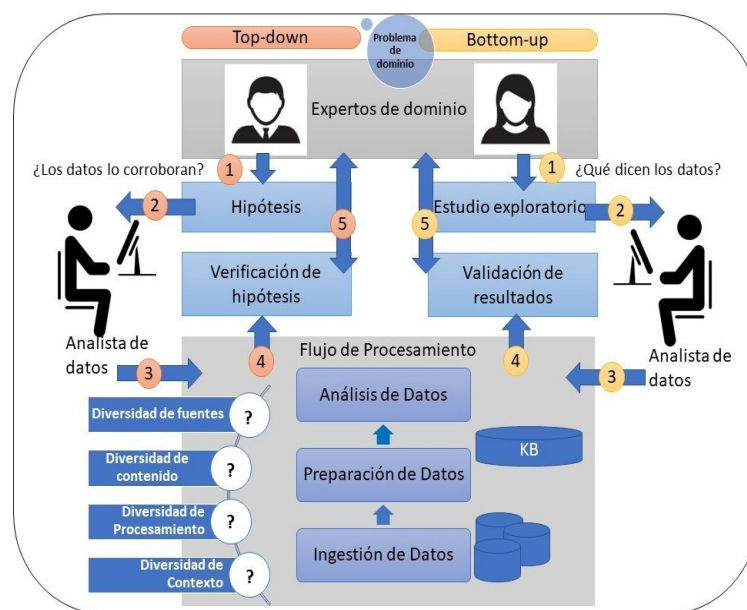 Top-down
Problema
de
dominio
Bottom-up
Expertos de dominio
¿Los datos lo corroboran?
1
1
¿Qué dicen los datos?
2
Hipótesis
5
5
Estudio exploratorio
2
Verificación de
hipótesis
Validación de
resultados
Analista de
datos
3
4
Flujo de Procesamiento
4
3
Analista de
datos
Diversidad de fuentes
?
Análisis de Datos
Diversidad de
contenido
?
Preparación de Datos
KB
Diversidad de
Procesamiento
?
Diversidad de
Contexto
?
Ingestión de Datos